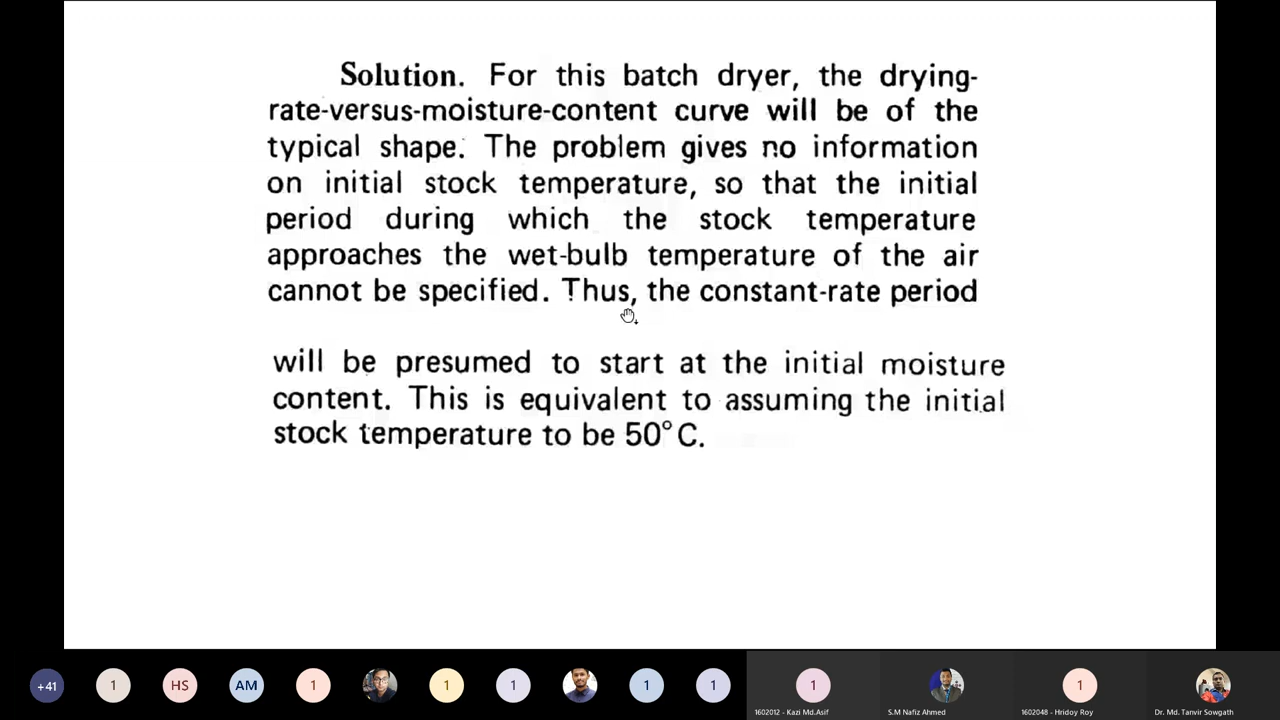 Solution. For this batch dryer, the drying-
rate-versus-moisture-content curve will be of the
typical shape. The problem gives no information
on initial stock temperature, so that the initial
period during which the stock temperature
approaches the wet-bulb temperature of the air
cannot be specified. Thus, the constant-rate period
will be presumed to start at the initial moisture
content. This is equivalent to assuming the initial
stock temperature to be 50°C.
+41
1
HS
AM
1
1
1
1
1
1
1
1602012 - Kazi Md.Asif
S.M Nafiz Ahmed
1602048 - Hridoy Roy
Dr. Md. Tanvir Sowgath